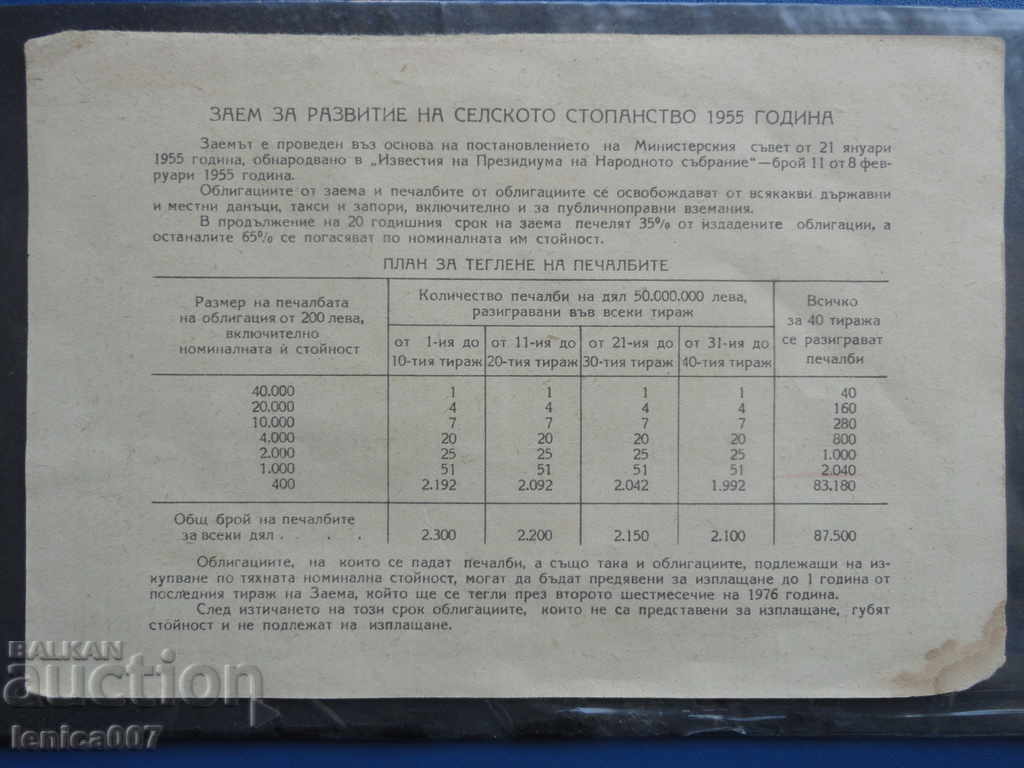 ЗАЕМ ЗА РАЗВИТИЕ НА СЕЛСКОТО СТОПАНСТВО 1955 ГОДИНА
Заемът е проведен въз основа на постановлението на Министерския съвет от 21 януари
1955 година, обнародвано в „Известия на Президиума на Народното събрание“—брой 11 от 8 фев-
руари 1955 година.
Облигациите от заема и печалбите от облигациите се освобождават от всякакви държавни
и местни данъци, такси и запори, включително и за публичноправни вземания.
В продължение на 20 годишния срок на заема печелят 35% от издадените облигации, а
останалите 65% се погасяват по номиналната им стойност.
ПЛАН ЗА ТЕГЛЕНЕ НА ПЕЧАЛБИТЕ
Размер на печалбата
на облигация от 200 лева,
включително
номиналната ѝ стойност
Количество печалби на дял 50.000.000 лева,
разигравани във всеки тираж
Всичко
за 40 тиража
се разиграват
печалби
от 1-ия до от 11-ия до от 21-ия до от 31-ия до
10-тия тираж 20-тия тираж 30-тия тираж 40-тия тираж
40.000 1 1 1 1 40
20.000 4 4 4 4 160
10.000 7 7 7 7 280
4.000 20 20 20 20 800
2.000 25 25 25 25 1.000
1.000 51 51 51 51 2.040
400 2.192 2.092 2.042 1.992 83.180
Общ брой на печалбите
за всеки дял . . . . 2.300 2.200 2.150 2.100 87.500
Облигациите, на които се падат печалби, а също така и облигациите, подлежащи на из-
купване по тяхната номинална стойност, могат да бъдат предявени за изплащане до 1 година от
последния тираж на Заема, който ще се тегли през второто шестмесечие на 1976 година.
След изтичането на този срок облигациите, които не са представени за изплащане, губят
стойност и не подлежат на изплащане.
BALKAN
auction
lenica007